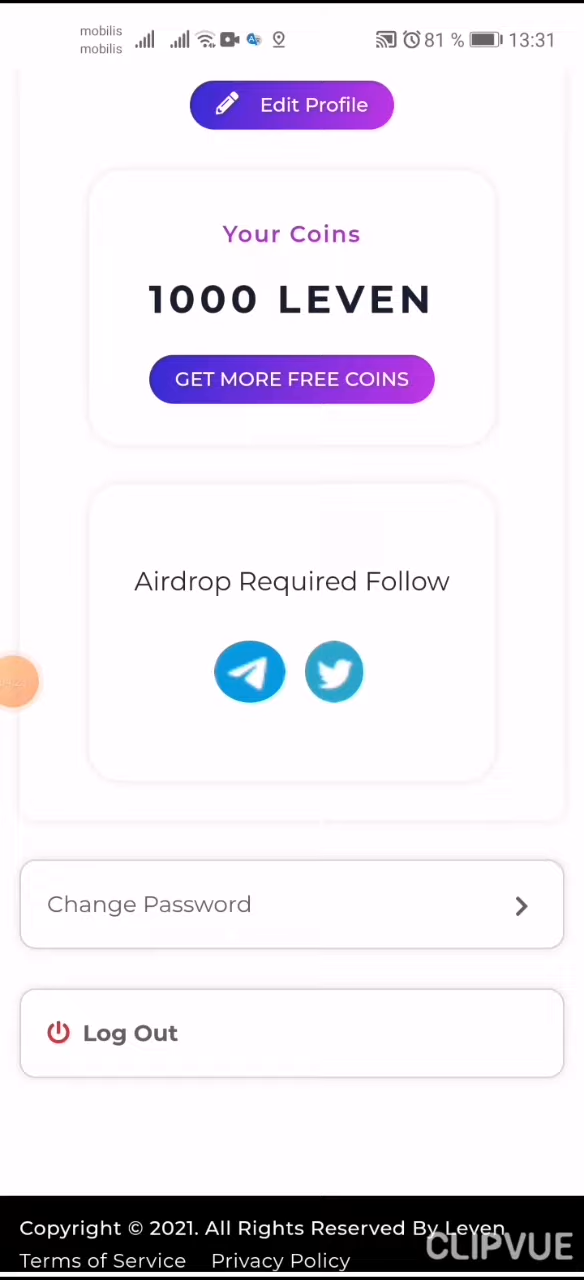 mobilis
mobilis
81 %
13:31
Edit Profile
Your Coins
1000 LEVEN
GET MORE FREE COINS
Airdrop Required Follow
Change Password
Log Out
Copyright © 2021. All Rights Reserved By Leven
Terms of Service Privacy Policy
CLIPVUE